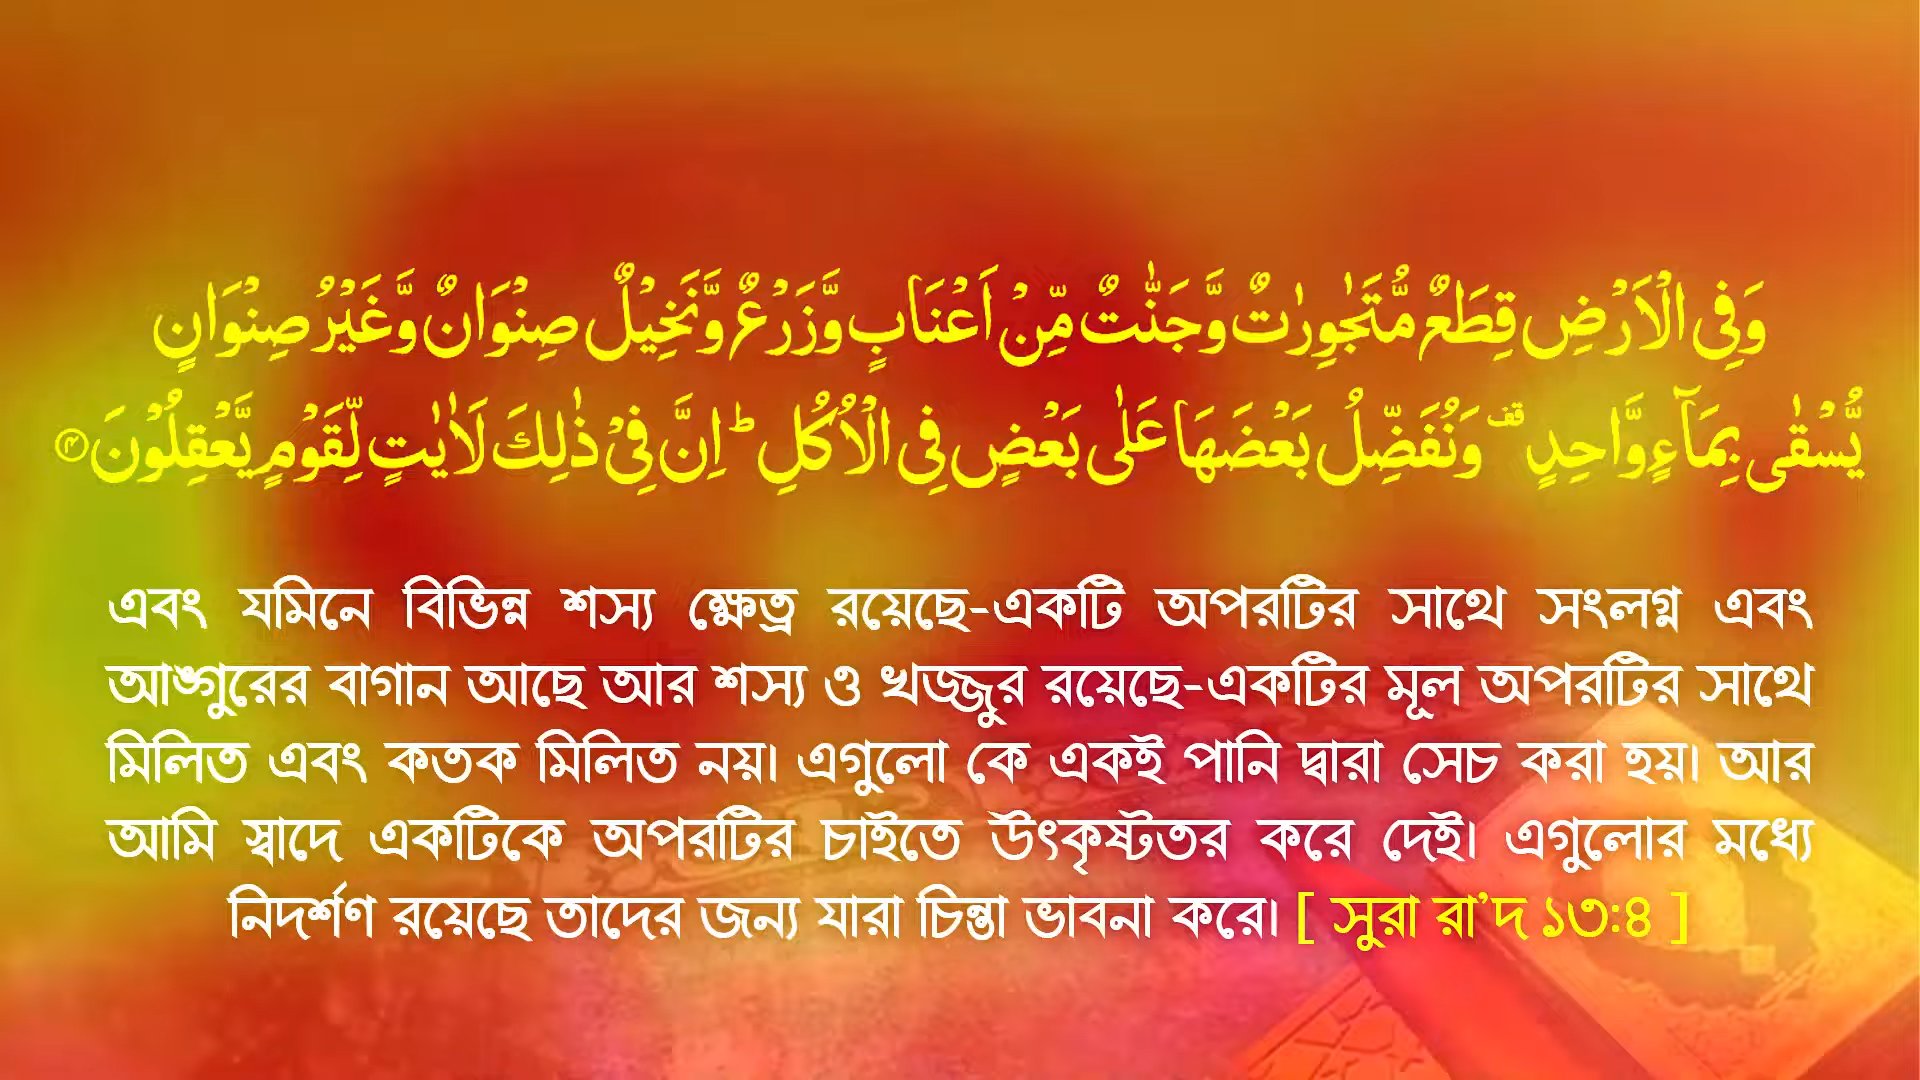 وَفِى الۡاَرۡضِ قِطَعٌ مُّتَجٰوِرٰتٌ وَّجَنّٰتٌ مِّنۡ اَعۡنَابٍ وَّزَرۡعٌ وَّنَخِيۡلٌ صِنۡوَانٌ وَّغَيۡرُ صِنۡوَانٍ
يُّسۡقٰى بِمَآءٍ وَّاحِدٍ ۟ وَنُفَضِّلُ بَعۡضَهَا عَلٰى بَعۡضٍ فِى الۡاُكُلِ‌ؕ اِنَّ فِىۡ ذٰلِكَ لَاٰيٰتٍ لِّقَوۡمٍ يَّعۡقِلُوۡنَ ﴿۴﴾
এবং যমিনে বিভিন্ন শস্য ক্ষেত্র রয়েছে-একটি অপরটির সাথে সংলগ্ন এবং
আঙ্গুরের বাগান আছে আর শস্য ও খজ্জুর রয়েছে-একটির মূল অপরটির সাথে
মিলিত এবং কতক মিলিত নয়। এগুলো কে একই পানি দ্বারা সেচ করা হয়। আর
আমি স্বাদে একটিকে অপরটির চাইতে উৎকৃষ্টতর করে দেই। এগুলোর মধ্যে
নিদর্শণ রয়েছে তাদের জন্য যারা চিন্তা ভাবনা করে। [ সুরা রা’দ ১৩:৪ ]